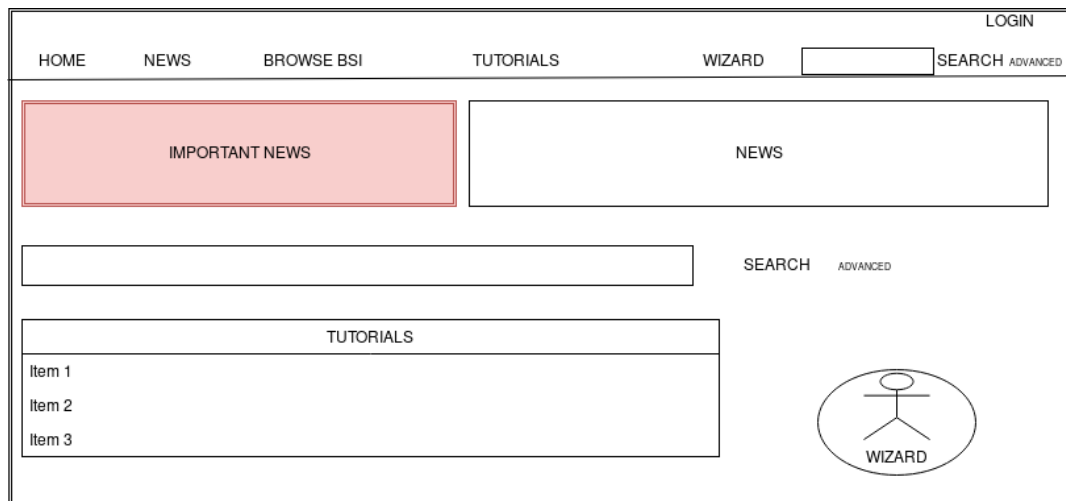 LOGIN
HOME NEWS BROWSE BSI TUTORIALS WIZARD SEARCH ADVANCED
IMPORTANT NEWS NEWS
SEARCH ADVANCED
TUTORIALS
Item 1
Item 2
Item 3
WIZARD